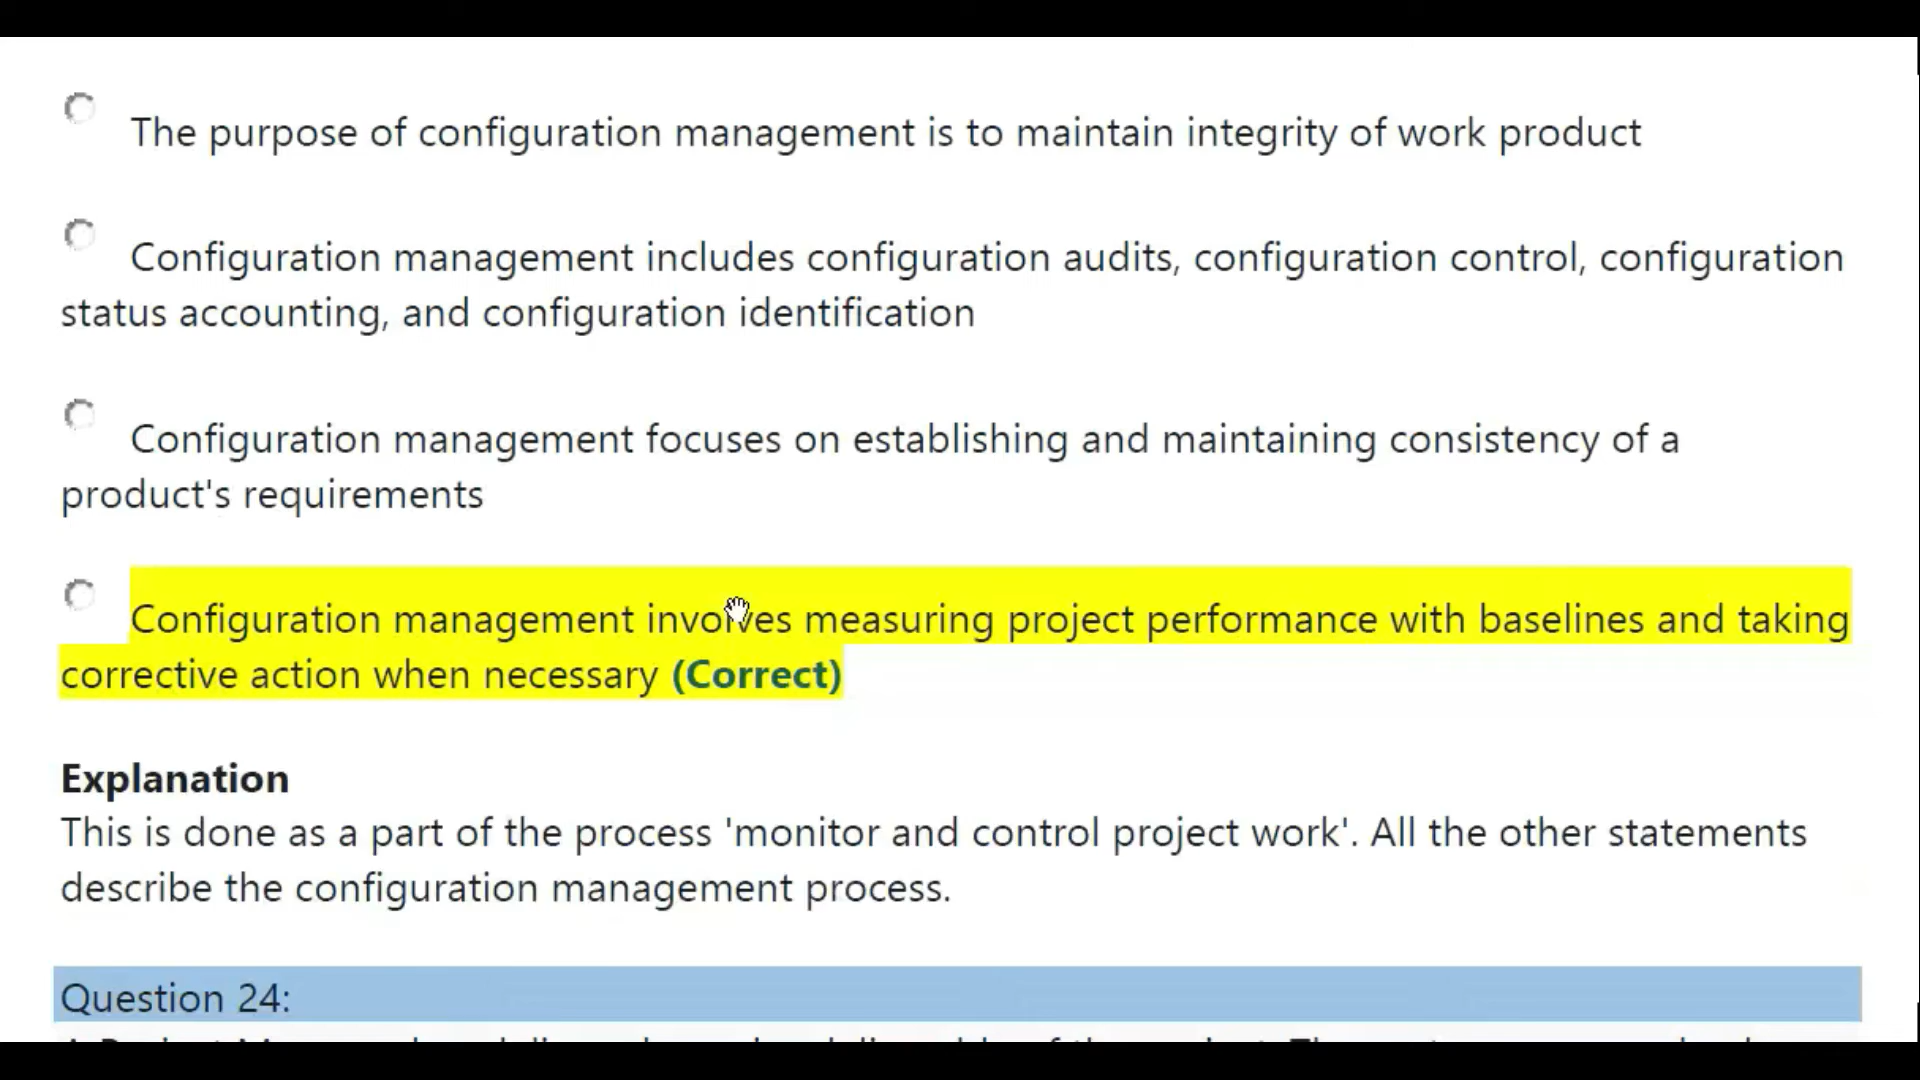 The purpose of configuration management is to maintain integrity of work product
Configuration management includes configuration audits, configuration control, configuration
status accounting, and configuration identification
Configuration management focuses on establishing and maintaining consistency of a
product's requirements
Configuration management involves measuring project performance with baselines and taking
corrective action when necessary (Correct)
Explanation
This is done as a part of the process 'monitor and control project work'. All the other statements
describe the configuration management process.
Question 24: